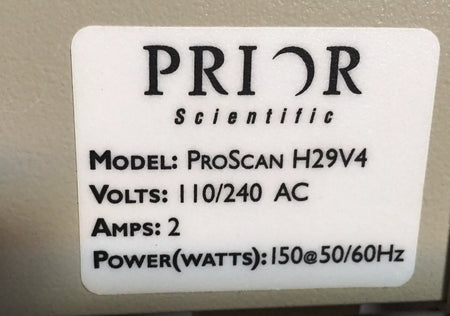 PRIOR
Scientific
MODEL: PROSCAN H29V4
VOLTS: 110/240 AC
AMPS: 2
POWER(WATTS): 150@50/60Hz